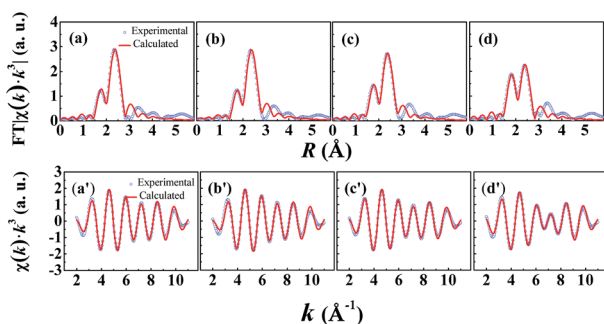 FT|χ(k)·k³| (a. u.)
4
3
2
1
0
(a)
Experimental
Calculated
(b)
(c)
(d)
0 1 2 3 4 5 0 1 2 3 4 5 0 1 2 3 4 5 0 1 2 3 4 5
R (Å)
χ(k)·k³ (a. u.)
3
2
1
0
-1
-2
-3
(a')
Experimental
Calculated
(b')
(c')
(d')
2 4 6 8 10 2 4 6 8 10 2 4 6 8 10 2 4 6 8 10
k (Å⁻¹)